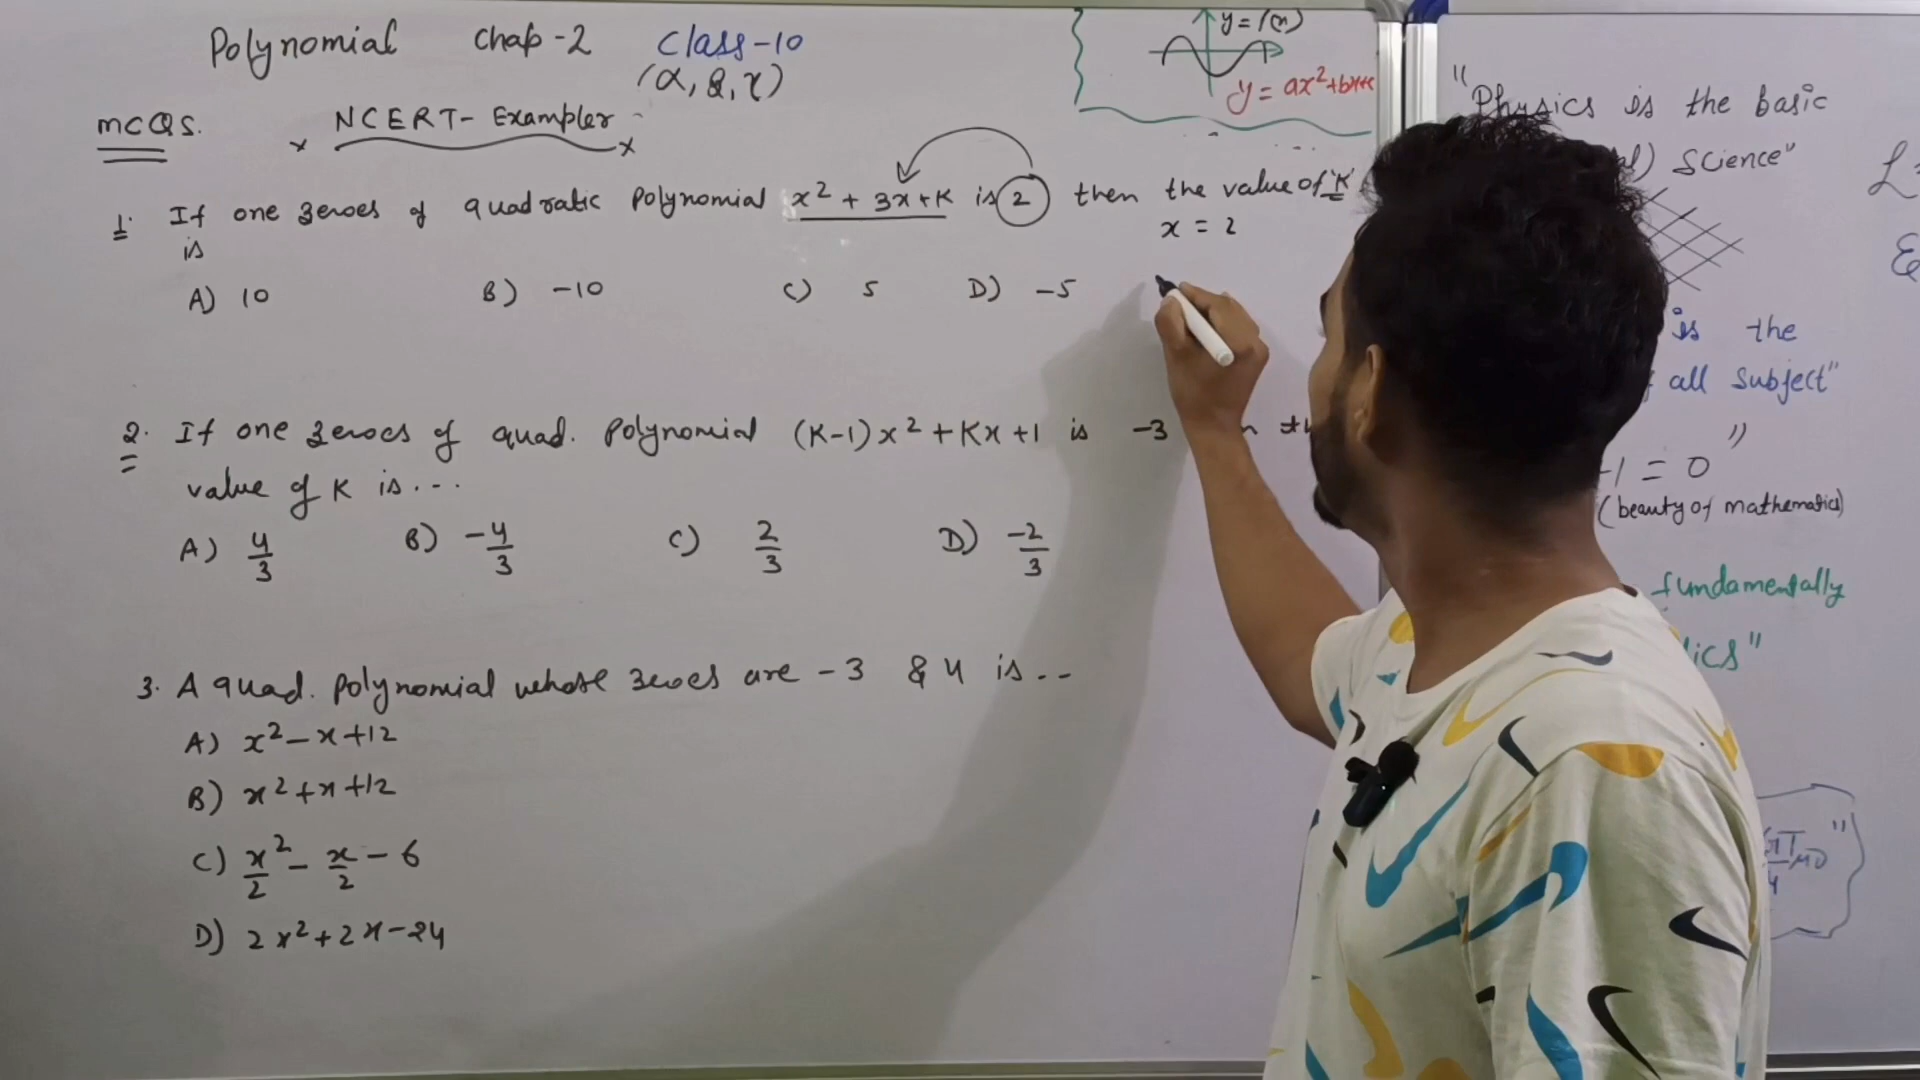 Polynomial Chap-2 Class-10
(α, β, γ)
MCQS. NCERT- Exampler
1. If one zeroes of quadratic polynomial x² + 3x + K is 2 then the value of 'K'
is
x = 2
A) 10 B) -10 C) 5 D) -5
2. If one zeroes of quad. polynomial (K-1)x² + Kx + 1 is -3
value of K is...
A) 4/3 B) -4/3 C) 2/3 D) -2/3
3. A quad. polynomial whose zeroes are -3 & 4 is..
A) x² - x + 12
B) x² + x + 12
C) x²/2 - x/2 - 6
D) 2x² + 2x - 24
y = f(x)
y = ax² + bx + c
"Physics is the basic
Science"
is the
all subject"
1 = 0"
(beauty of mathematics)
fundamentally